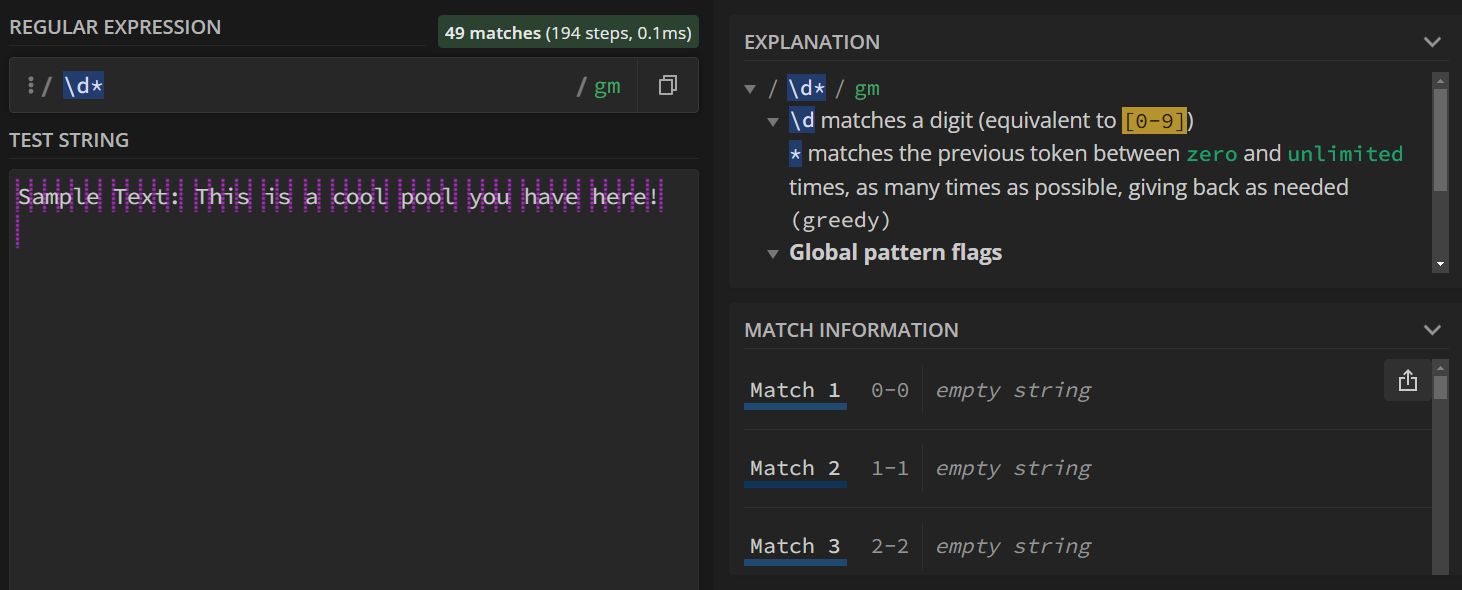 REGULAR EXPRESSION
49 matches (194 steps, 0.1ms)
/ \d* / gm
TEST STRING
Sample Text: This is a cool pool you have here!
EXPLANATION
/ \d* / gm
\d matches a digit (equivalent to [0-9])
* matches the previous token between zero and unlimited
times, as many times as possible, giving back as needed
(greedy)
Global pattern flags
MATCH INFORMATION
Match 1 0-0 empty string
Match 2 1-1 empty string
Match 3 2-2 empty string